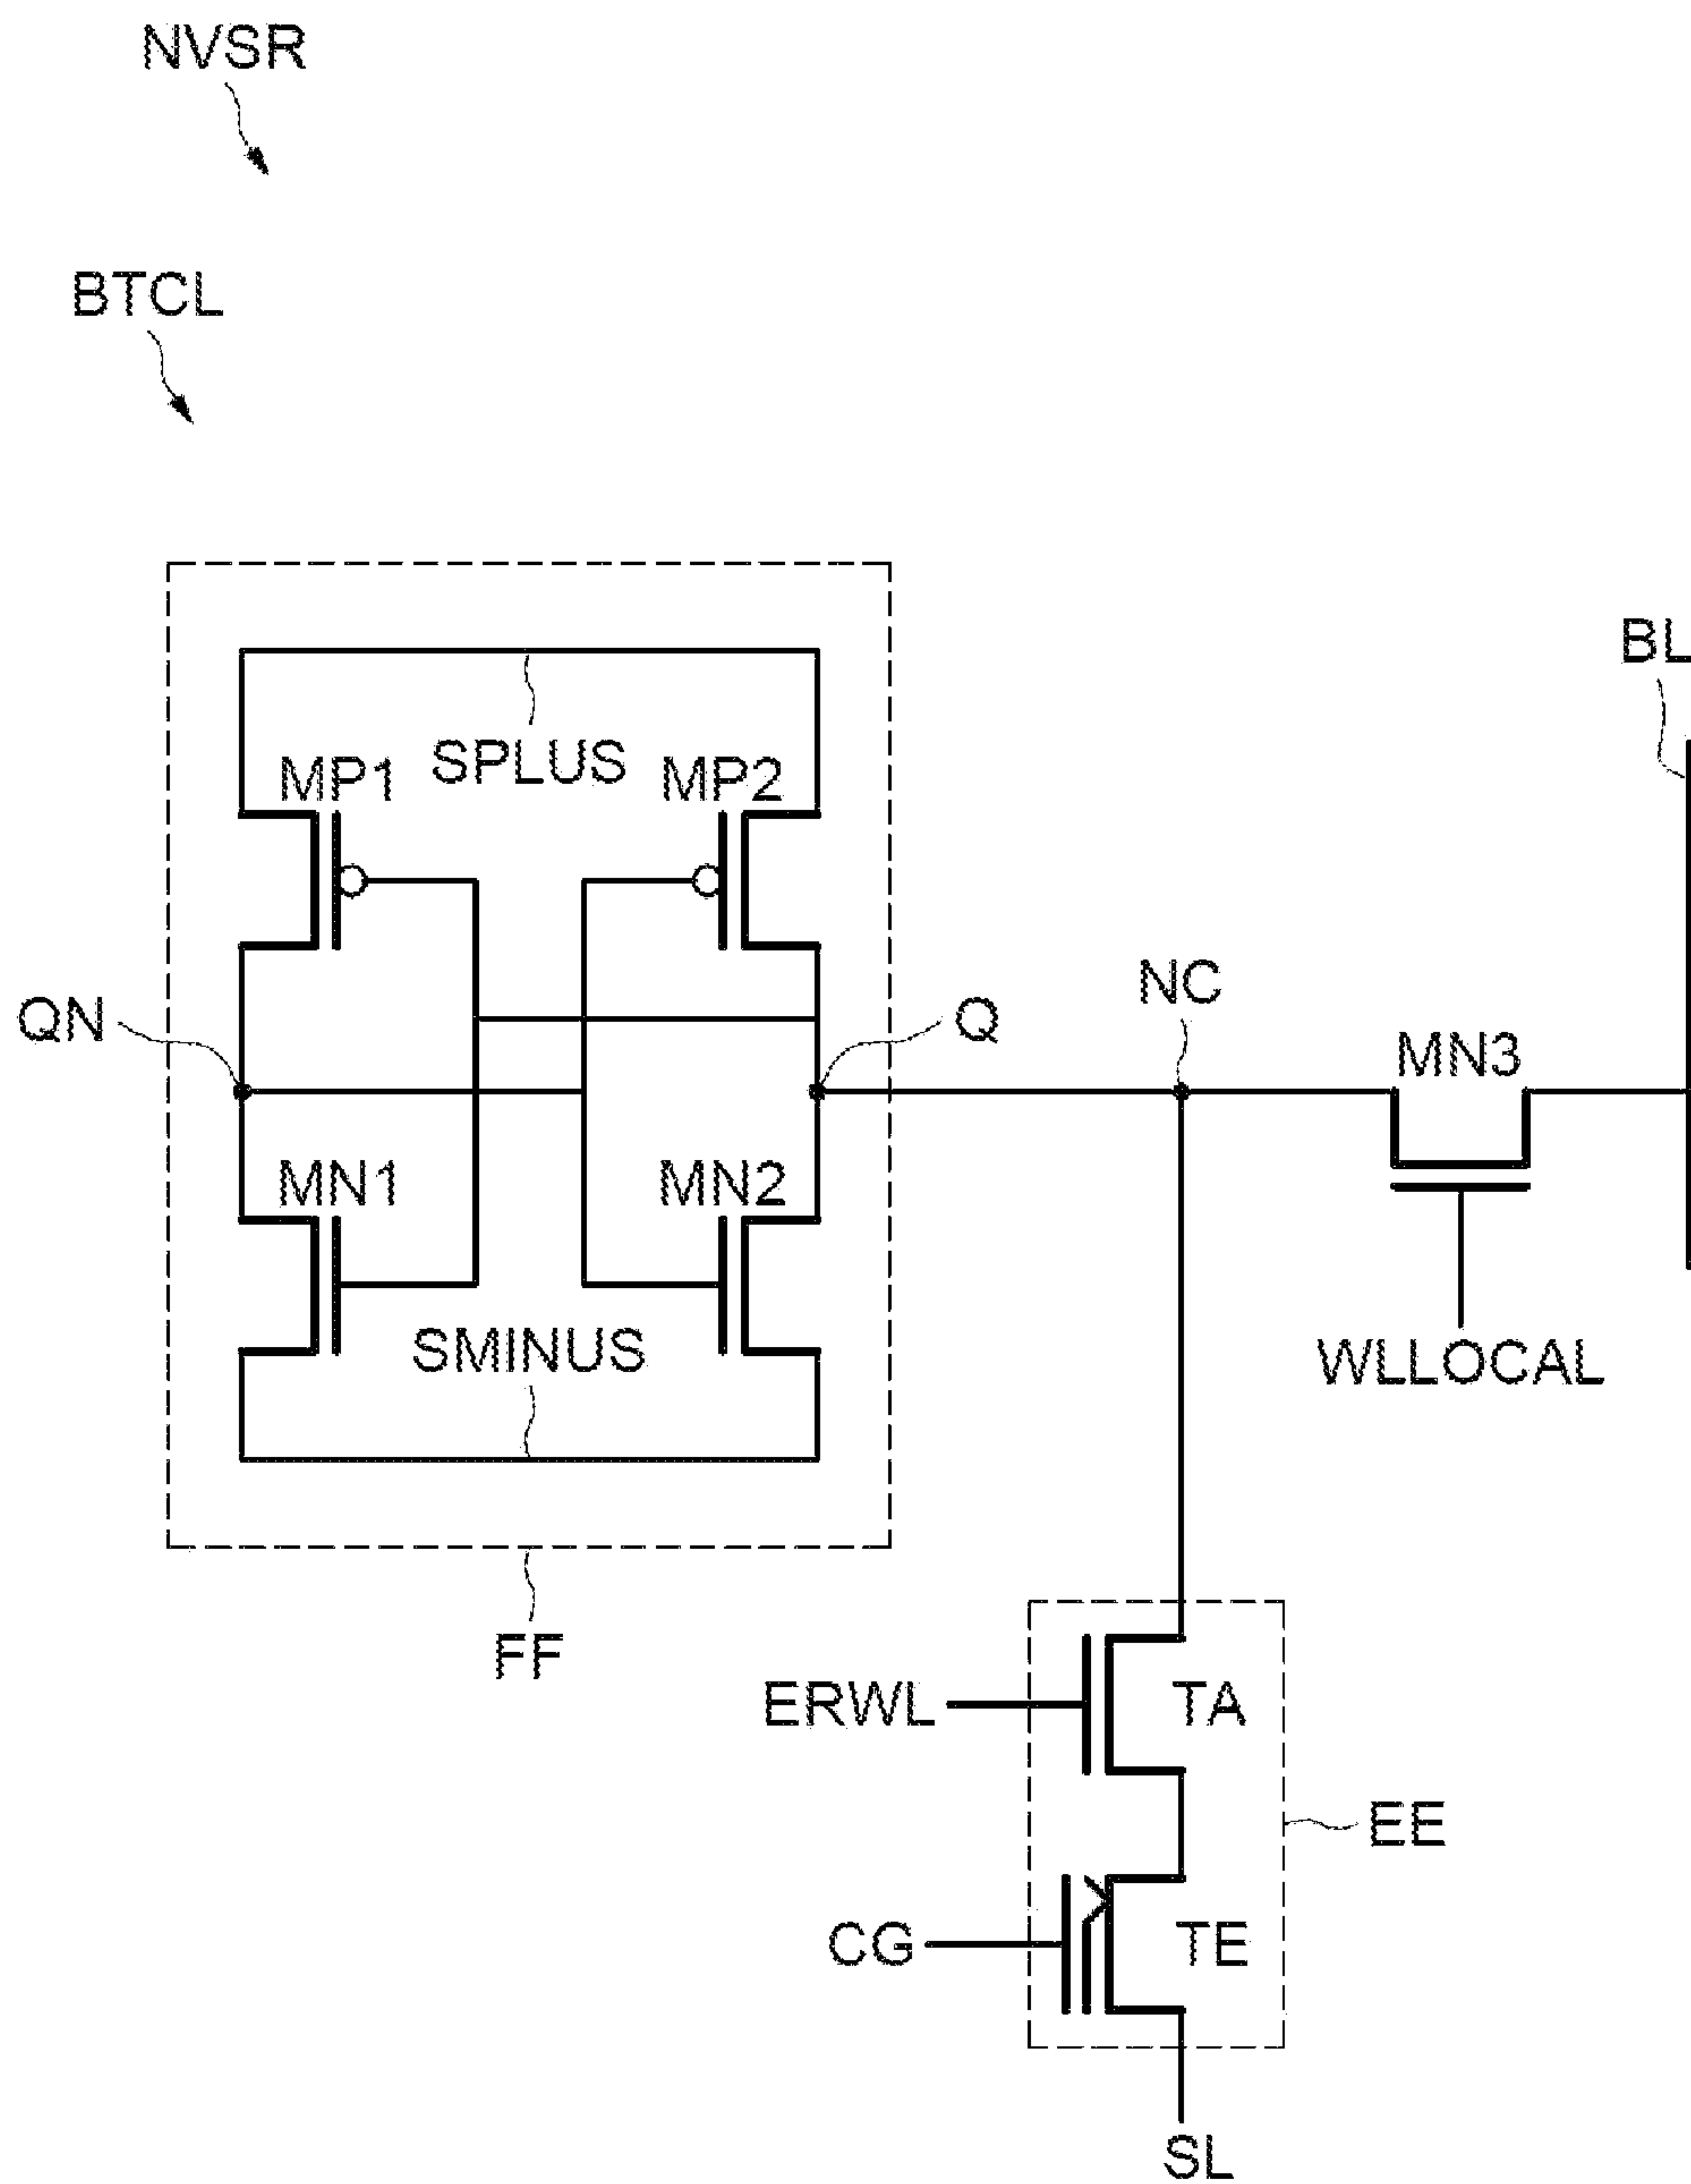 NVSR
BTCL
BL
SPLUS
MP1
MP2
NC
QN
Q
MN3
MN1
MN2
SMINUS
WLLOCAL
FF
ERWL
TA
EE
CG
TE
SL